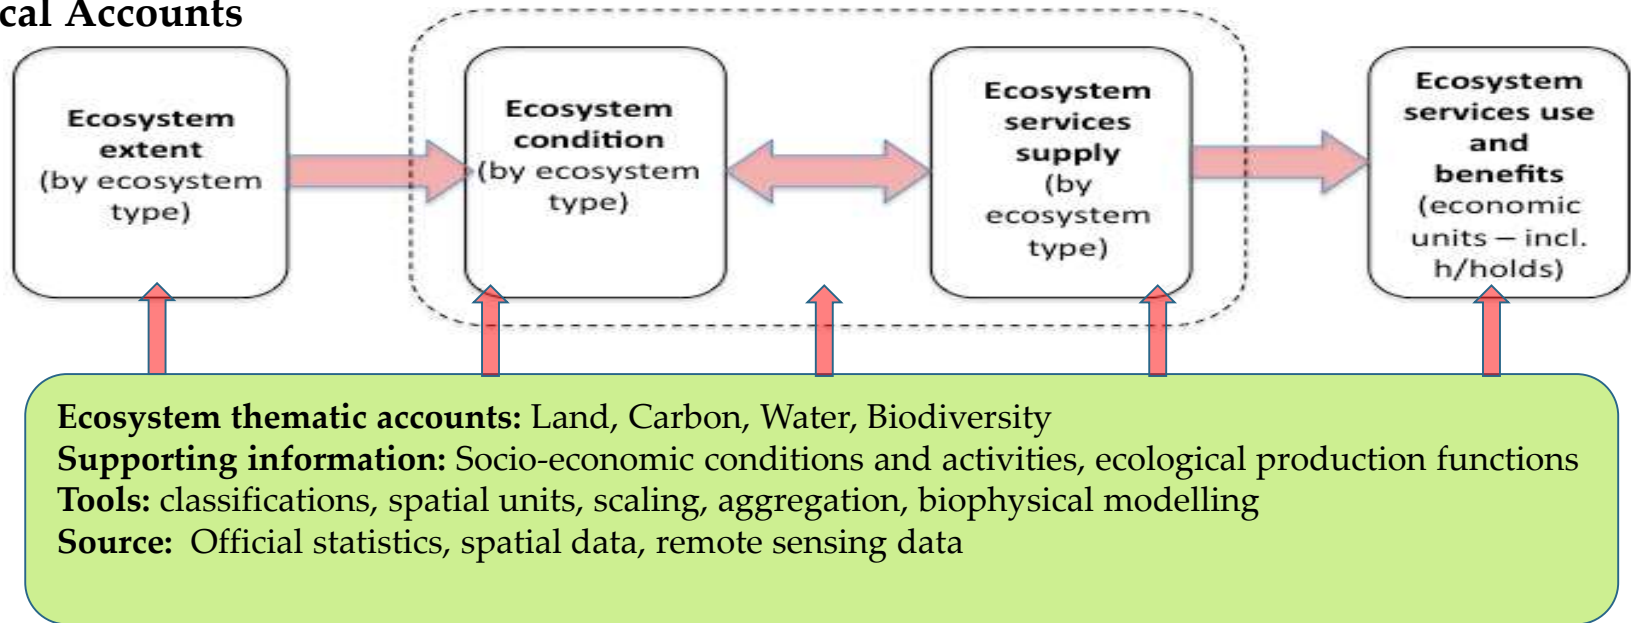 cal Accounts
Ecosystem
extent
(by ecosystem
type)
Ecosystem
condition
(by ecosystem
type)
Ecosystem
services
supply
(by
ecosystem
type)
Ecosystem
services use
and
benefits
(economic
units – incl.
h/holds)
Ecosystem thematic accounts: Land, Carbon, Water, Biodiversity
Supporting information: Socio-economic conditions and activities, ecological production functions
Tools: classifications, spatial units, scaling, aggregation, biophysical modelling
Source: Official statistics, spatial data, remote sensing data